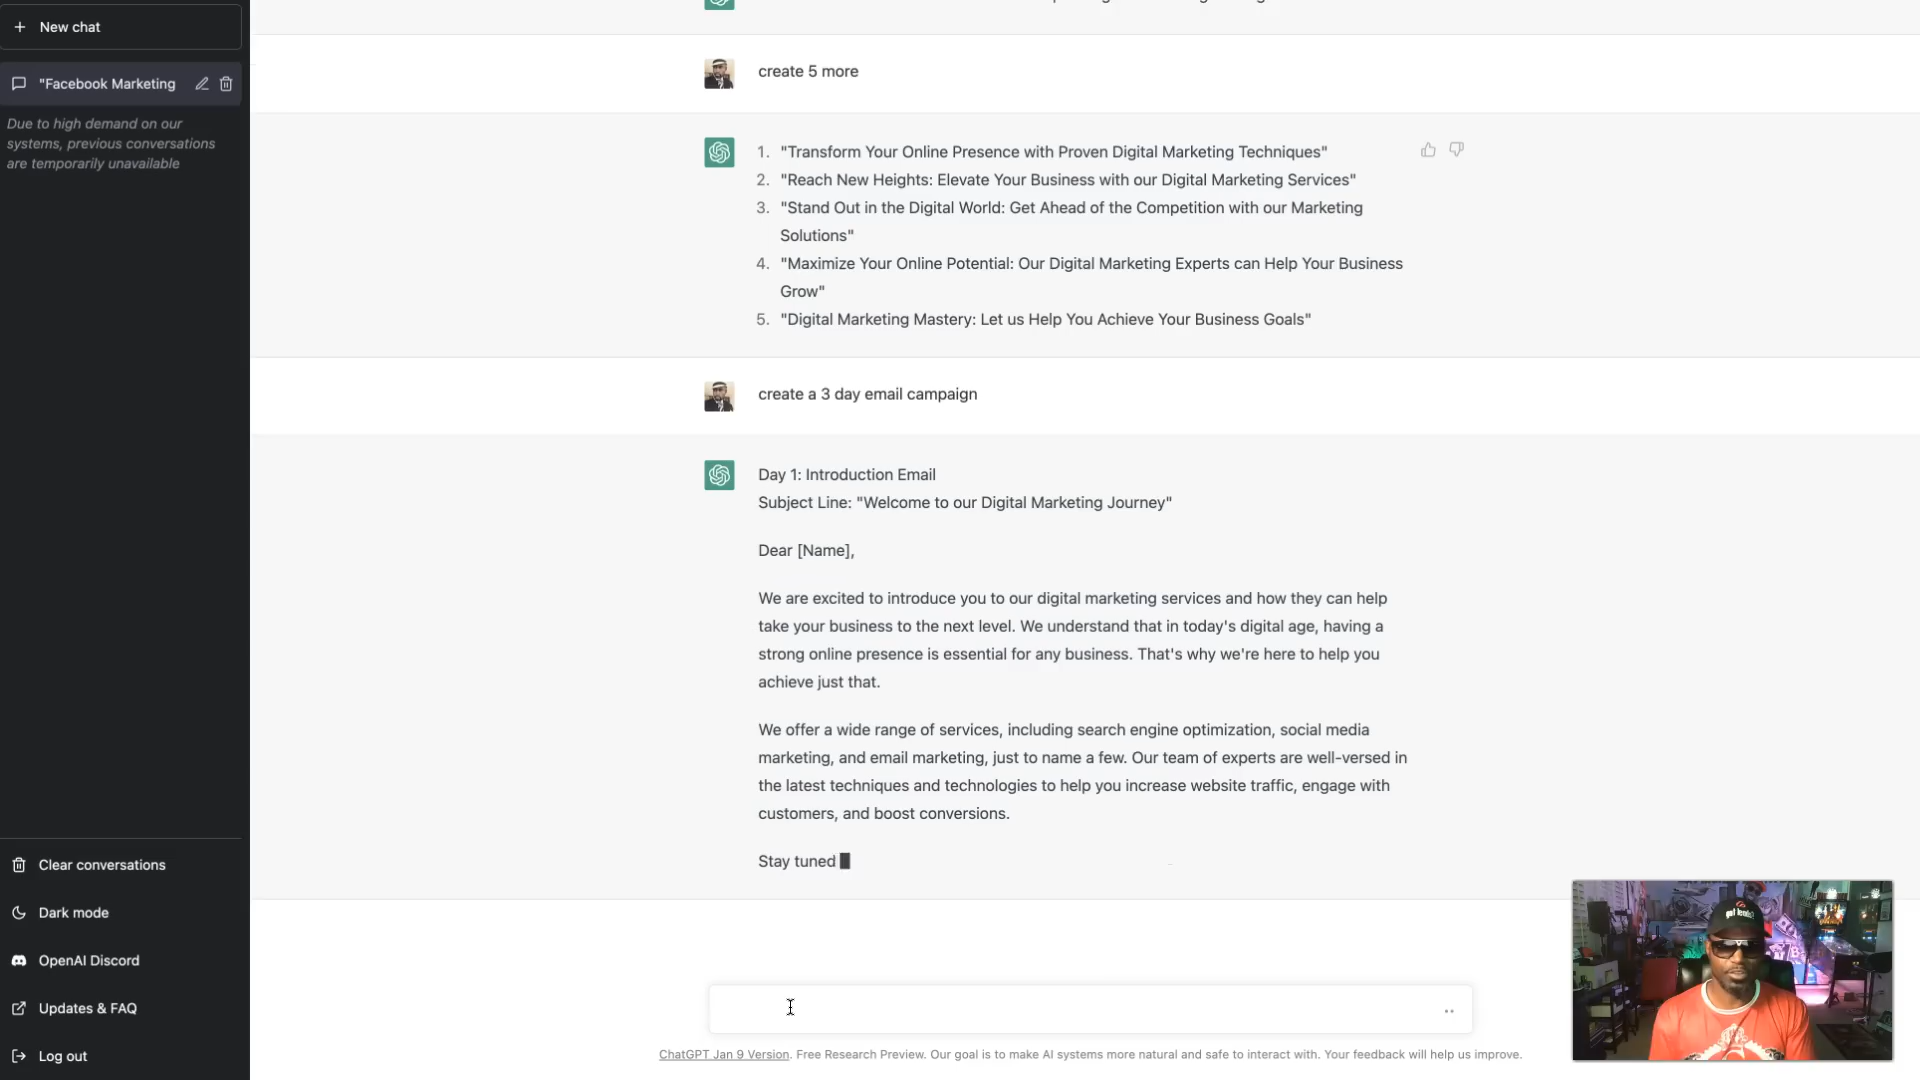 New chat
"Facebook Marketing
Due to high demand on our
systems, previous conversations
are temporarily unavailable
create 5 more
1. "Transform Your Online Presence with Proven Digital Marketing Techniques"
2. "Reach New Heights: Elevate Your Business with our Digital Marketing Services"
3. "Stand Out in the Digital World: Get Ahead of the Competition with our Marketing
Solutions"
4. "Maximize Your Online Potential: Our Digital Marketing Experts can Help Your Business
Grow"
5. "Digital Marketing Mastery: Let us Help You Achieve Your Business Goals"
create a 3 day email campaign
Day 1: Introduction Email
Subject Line: "Welcome to our Digital Marketing Journey"
Dear [Name],
We are excited to introduce you to our digital marketing services and how they can help
take your business to the next level. We understand that in today's digital age, having a
strong online presence is essential for any business. That's why we're here to help you
achieve just that.
We offer a wide range of services, including search engine optimization, social media
marketing, and email marketing, just to name a few. Our team of experts are well-versed in
the latest techniques and technologies to help you increase website traffic, engage with
customers, and boost conversions.
Stay tuned
Clear conversations
Dark mode
OpenAI Discord
Updates & FAQ
Log out
ChatGPT Jan 9 Version. Free Research Preview. Our goal is to make AI systems more natural and safe to interact with. Your feedback will help us improve.